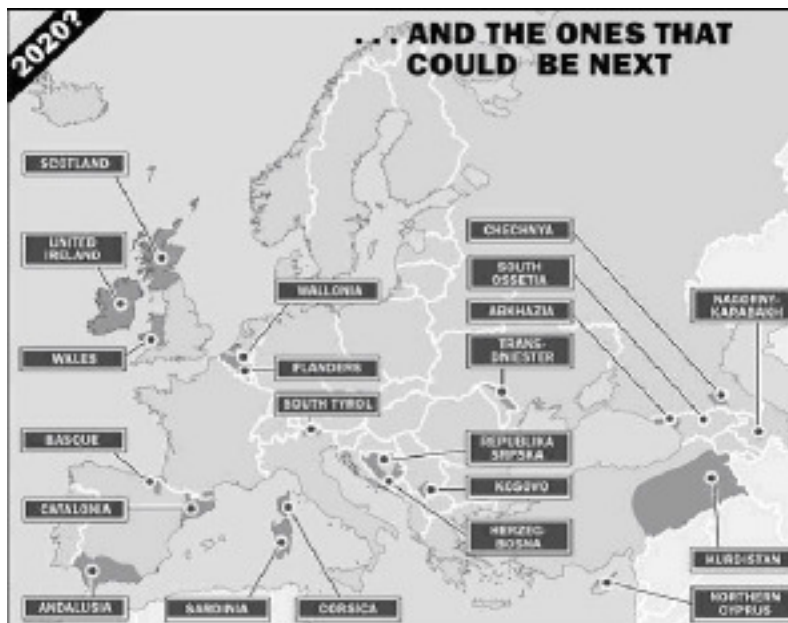 2020?
. . . AND THE ONES THAT
COULD BE NEXT
SCOTLAND
UNITED
IRELAND
WALES
WALLONIA
FLANDERS
SOUTH TYROL
BASQUE
CATALONIA
ANDALUSIA
SARDINIA
CORSICA
CHECHNYA
SOUTH
OSSETIA
ABKHAZIA
TRANS-
DNIESTER
NAGORNY-
KARABAKH
REPUBLIKA
SRPSKA
KOSOVO
HERZEG-
BOSNA
KURDISTAN
NORTHERN
CYPRUS